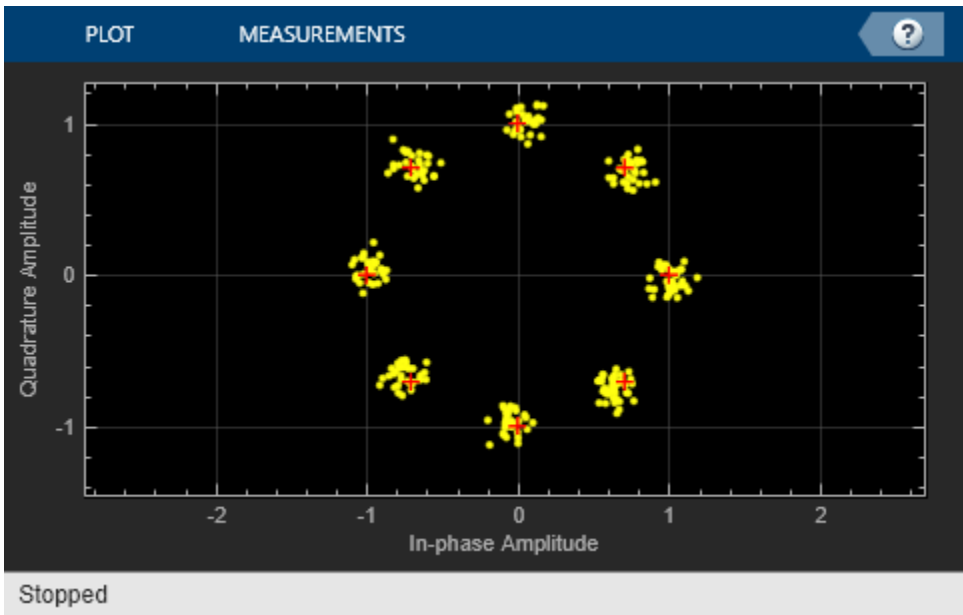 PLOT MEASUREMENTS ?
1
0
-1
Quadrature Amplitude
-2 -1 0 1 2
In-phase Amplitude
Stopped